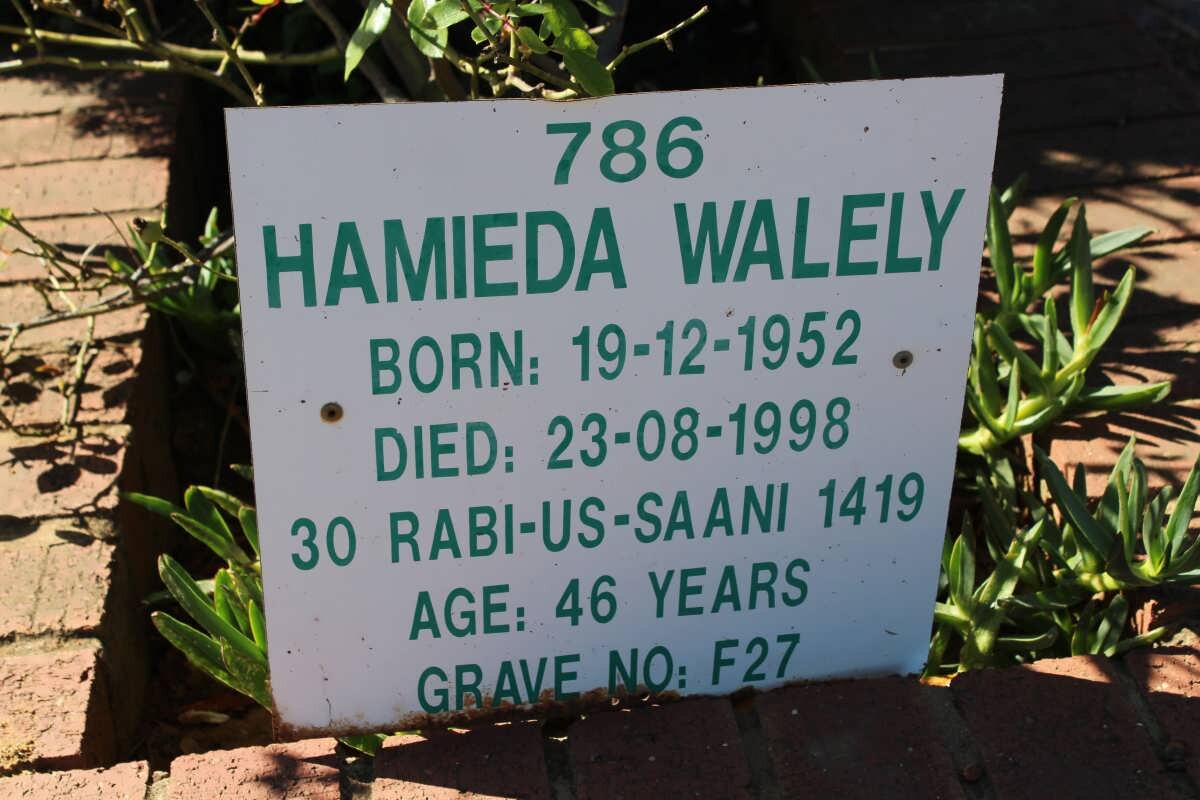 786
HAMIEDA WALELY
BORN: 19-12-1952
DIED: 23-08-1998
30 RABI-US-SAANI 1419
AGE: 46 YEARS
GRAVE NO: F27